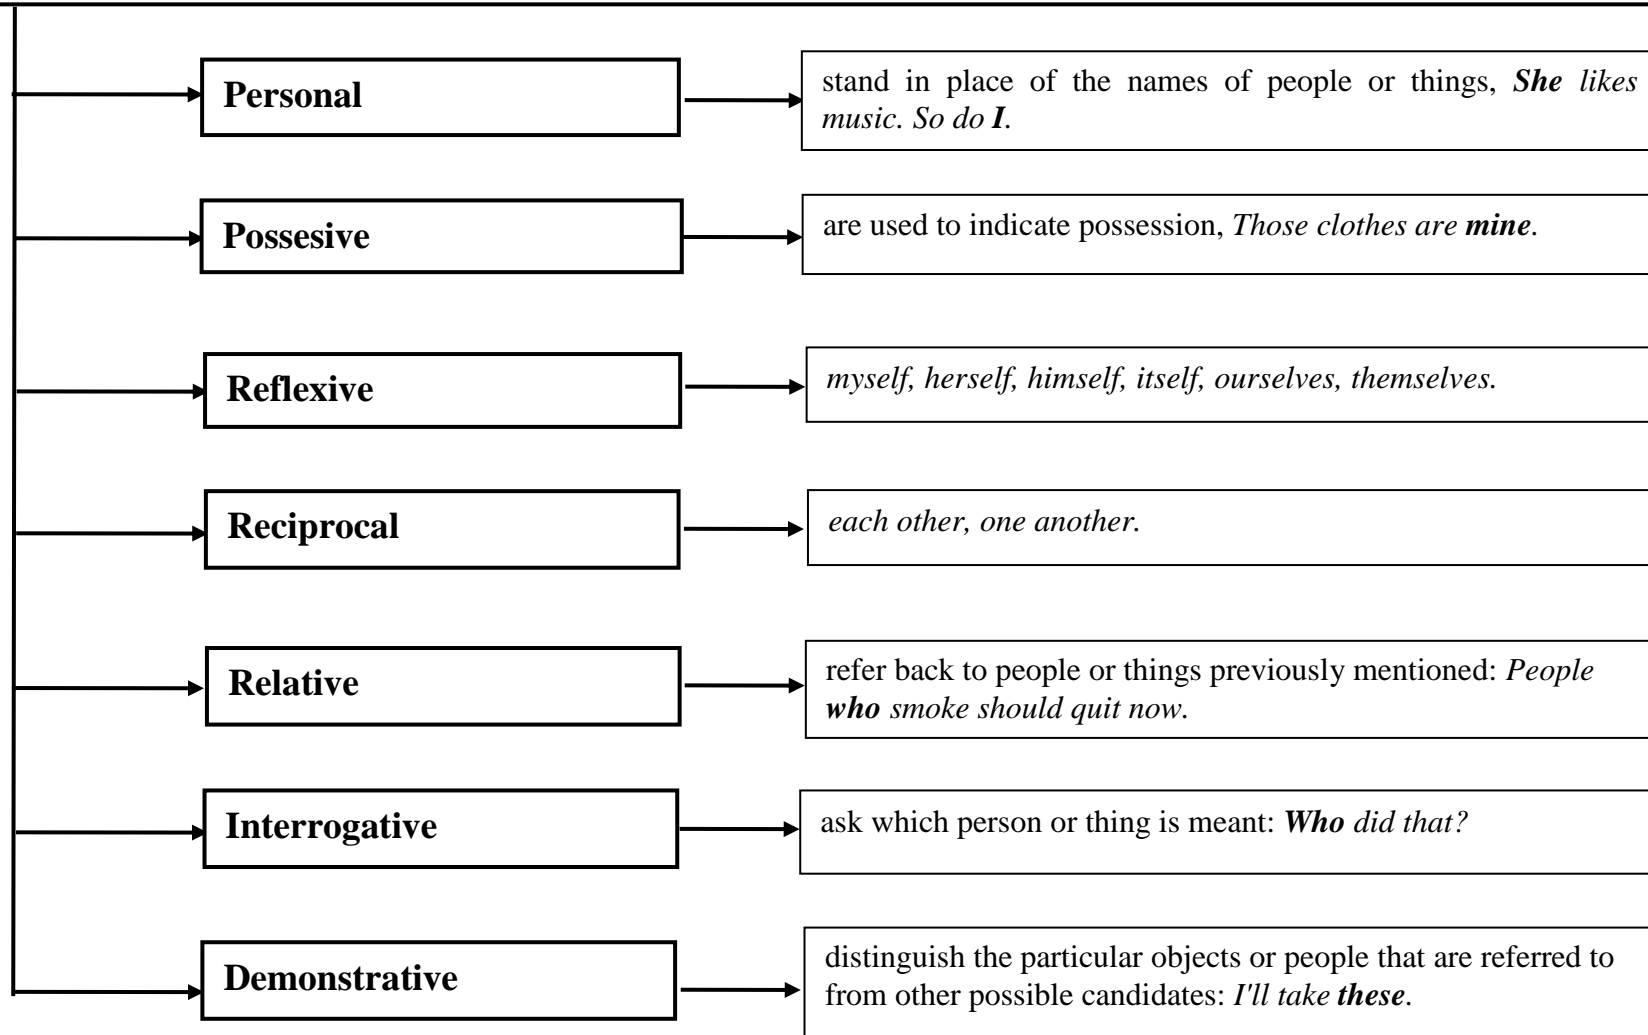 Personal
stand in place of the names of people or things, She likes
music. So do I.
Possesive
are used to indicate possession, Those clothes are mine.
Reflexive
myself, herself, himself, itself, ourselves, themselves.
Reciprocal
each other, one another.
Relative
refer back to people or things previously mentioned: People
who smoke should quit now.
Interrogative
ask which person or thing is meant: Who did that?
Demonstrative
distinguish the particular objects or people that are referred to
from other possible candidates: I'll take these.